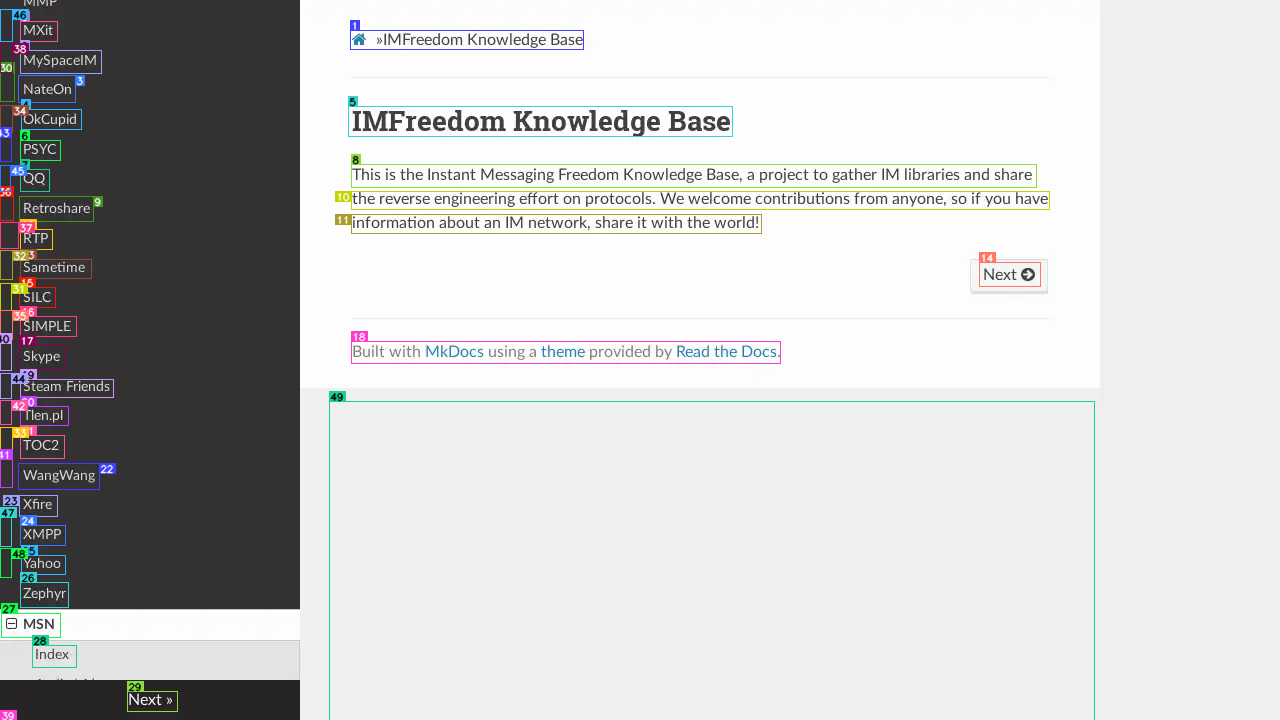 MMP
MXit
MySpaceIM
NateOn
OkCupid
PSYC
QQ
Retroshare
RTP
Sametime
SILC
SIMPLE
Skype
Steam Friends
Tlen.pl
TOC2
WangWang
Xfire
XMPP
Yahoo
Zephyr
MSN
Index
Next »
»IMFreedom Knowledge Base
IMFreedom Knowledge Base
This is the Instant Messaging Freedom Knowledge Base, a project to gather IM libraries and share
the reverse engineering effort on protocols. We welcome contributions from anyone, so if you have
information about an IM network, share it with the world!
Next
Built with MkDocs using a theme provided by Read the Docs.